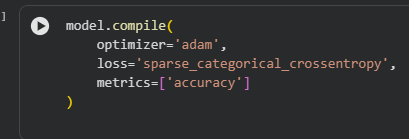 ]
model.compile(
    optimizer='adam',
    loss='sparse_categorical_crossentropy',
    metrics=['accuracy']
)